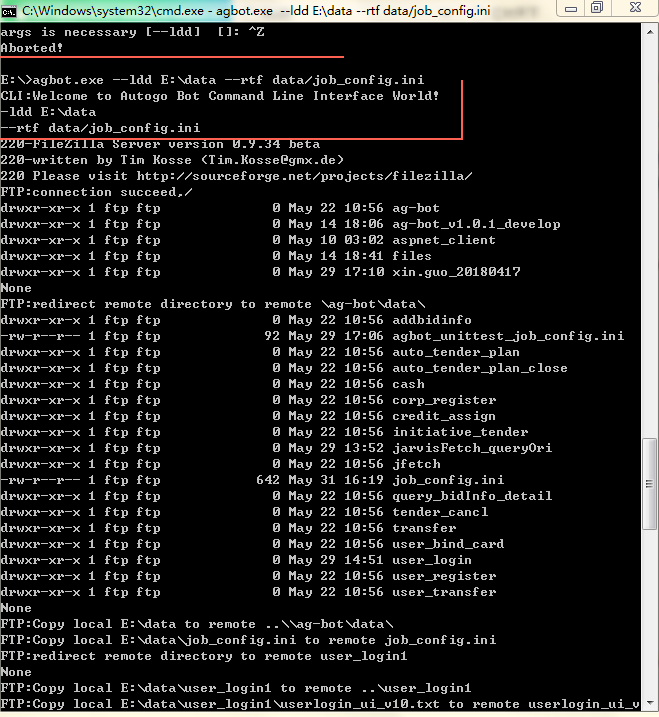 C:\Windows\system32\cmd.exe - agbot.exe  --ldd E:\data --rtf data/job_config.ini
args is necessary [--ldd]  []: ^Z
Aborted!
E:\>agbot.exe --ldd E:\data --rtf data/job_config.ini
CLI:Welcome to Autogo Bot Command Line Interface World!
-ldd E:\data
--rtf data/job_config.ini
220-FileZilla Server version 0.9.34 beta
220-written by Tim Kosse (Tim.Kosse@gmx.de)
220 Please visit http://sourceforge.net/projects/filezilla/
FTP:connection succeed,/
drwxr-xr-x 1 ftp ftp              0 May 22 10:56 ag-bot
drwxr-xr-x 1 ftp ftp              0 May 14 18:06 ag-bot_v1.0.1_develop
drwxr-xr-x 1 ftp ftp              0 May 10 03:02 aspnet_client
drwxr-xr-x 1 ftp ftp              0 May 14 18:41 files
drwxr-xr-x 1 ftp ftp              0 May 29 17:10 xin.guo_20180417
None
FTP:redirect remote directory to remote \ag-bot\data\
drwxr-xr-x 1 ftp ftp              0 May 22 10:56 addbidinfo
-rw-r--r-- 1 ftp ftp             92 May 29 17:06 agbot_unittest_job_config.ini
drwxr-xr-x 1 ftp ftp              0 May 22 10:56 auto_tender_plan
drwxr-xr-x 1 ftp ftp              0 May 22 10:56 auto_tender_plan_close
drwxr-xr-x 1 ftp ftp              0 May 22 10:56 cash
drwxr-xr-x 1 ftp ftp              0 May 22 10:56 corp_register
drwxr-xr-x 1 ftp ftp              0 May 22 10:56 credit_assign
drwxr-xr-x 1 ftp ftp              0 May 22 10:56 initiative_tender
drwxr-xr-x 1 ftp ftp              0 May 29 13:52 jarvisFetch_queryOri
drwxr-xr-x 1 ftp ftp              0 May 22 10:56 jfetch
-rw-r--r-- 1 ftp ftp            642 May 31 16:19 job_config.ini
drwxr-xr-x 1 ftp ftp              0 May 22 10:56 query_bidInfo_detail
drwxr-xr-x 1 ftp ftp              0 May 22 10:56 tender_cancl
drwxr-xr-x 1 ftp ftp              0 May 22 10:56 transfer
drwxr-xr-x 1 ftp ftp              0 May 22 10:56 user_bind_card
drwxr-xr-x 1 ftp ftp              0 May 29 14:51 user_login
drwxr-xr-x 1 ftp ftp              0 May 22 10:56 user_register
drwxr-xr-x 1 ftp ftp              0 May 22 10:56 user_transfer
None
FTP:Copy local E:\data to remote ..\\ag-bot\data\
FTP:Copy local E:\data\job_config.ini to remote job_config.ini
FTP:redirect remote directory to remote user_login1
None
FTP:Copy local E:\data\user_login1 to remote ..\user_login1
FTP:Copy local E:\data\user_login1\userlogin_ui_v10.txt to remote userlogin_ui_v